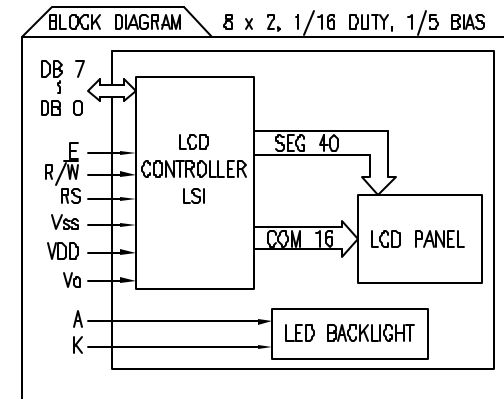 BLOCK DIAGRAM 8 x 2, 1/16 DUTY, 1/5 BIAS
DB 7
DB 0
E
R/W̅
RS
Vss
VDD
Vo
A
K
LCD
CONTROLLER
LSI
SEG 40
COM 16
LCD PANEL
LED BACKLIGHT